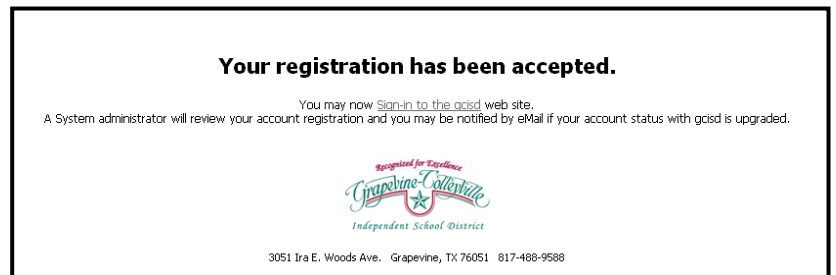 Your registration has been accepted.
You may now Sign-in to the gcisd web site.
A System administrator will review your account registration and you may be notified by eMail if your account status with gcisd is upgraded.
Recognized for Excellence
Grapevine-Colleyville
Independent School District
3051 Ira E. Woods Ave. Grapevine, TX 76051 817-488-9588